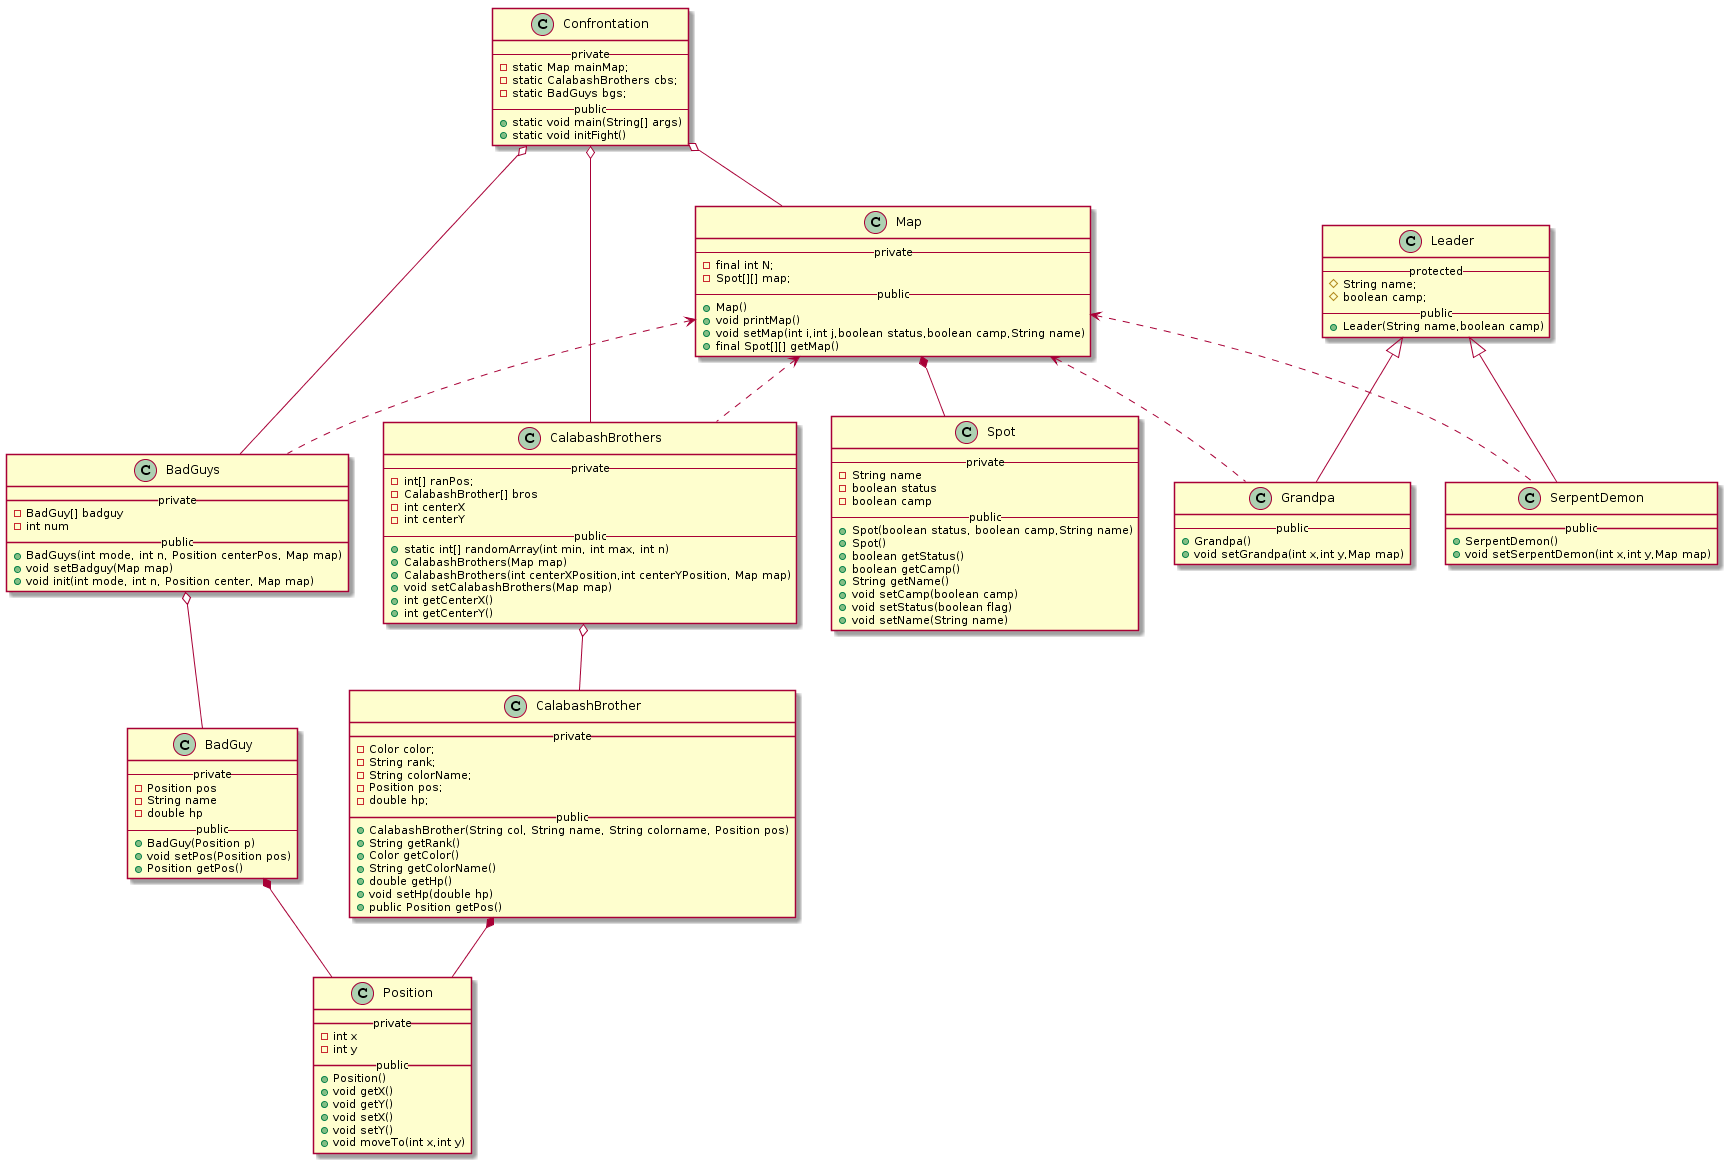 C Confrontation
private
static Map mainMap;
static CalabashBrothers cbs;
static BadGuys bgs;
public
static void main(String[] args)
static void initFight()
C Map
private
final int N;
Spot[][] map;
public
Map()
void printMap()
void setMap(int i,int j,boolean status,boolean camp,String name)
final Spot[][] getMap()
C Leader
protected
String name;
boolean camp;
public
Leader(String name,boolean camp)
C BadGuys
private
BadGuy[] badguy
int num
public
BadGuys(int mode, int n, Position centerPos, Map map)
void setBadguy(Map map)
void init(int mode, int n, Position center, Map map)
C CalabashBrothers
private
int[] ranPos;
CalabashBrother[] bros
int centerX
int centerY
public
static int[] randomArray(int min, int max, int n)
CalabashBrothers(Map map)
CalabashBrothers(int centerXPosition,int centerYPosition, Map map)
void setCalabashBrothers(Map map)
int getCenterX()
int getCenterY()
C Spot
private
String name
boolean status
boolean camp
public
Spot(boolean status, boolean camp,String name)
Spot()
boolean getStatus()
boolean getCamp()
String getName()
void setCamp(boolean camp)
void setStatus(boolean flag)
void setName(String name)
C Grandpa
public
Grandpa()
void setGrandpa(int x,int y,Map map)
C SerpentDemon
public
SerpentDemon()
void setSerpentDemon(int x,int y,Map map)
C BadGuy
private
Position pos
String name
double hp
public
BadGuy(Position p)
void setPos(Position pos)
Position getPos()
C CalabashBrother
private
Color color;
String rank;
String colorName;
Position pos;
double hp;
public
CalabashBrother(String col, String name, String colorname, Position pos)
String getRank()
Color getColor()
String getColorName()
double getHp()
void setHp(double hp)
public Position getPos()
C Position
private
int x
int y
public
Position()
void getX()
void getY()
void setX()
void setY()
void moveTo(int x,int y)